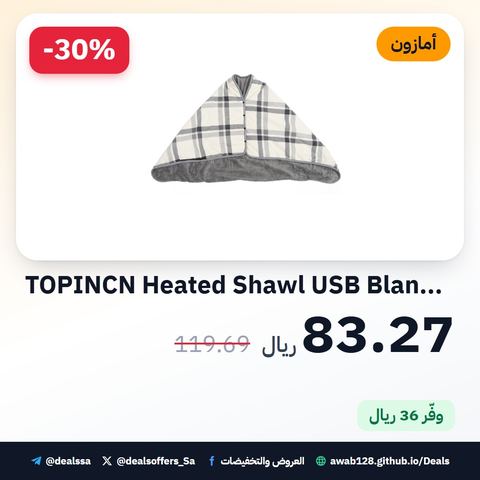 -30%
أمازون
TOPINCN Heated Shawl USB Blan...
83.27 ريال 119.69
وفّر 36 ريال
@dealssa @dealsoffers_Sa العروض والتخفيضات awab128.github.io/Deals